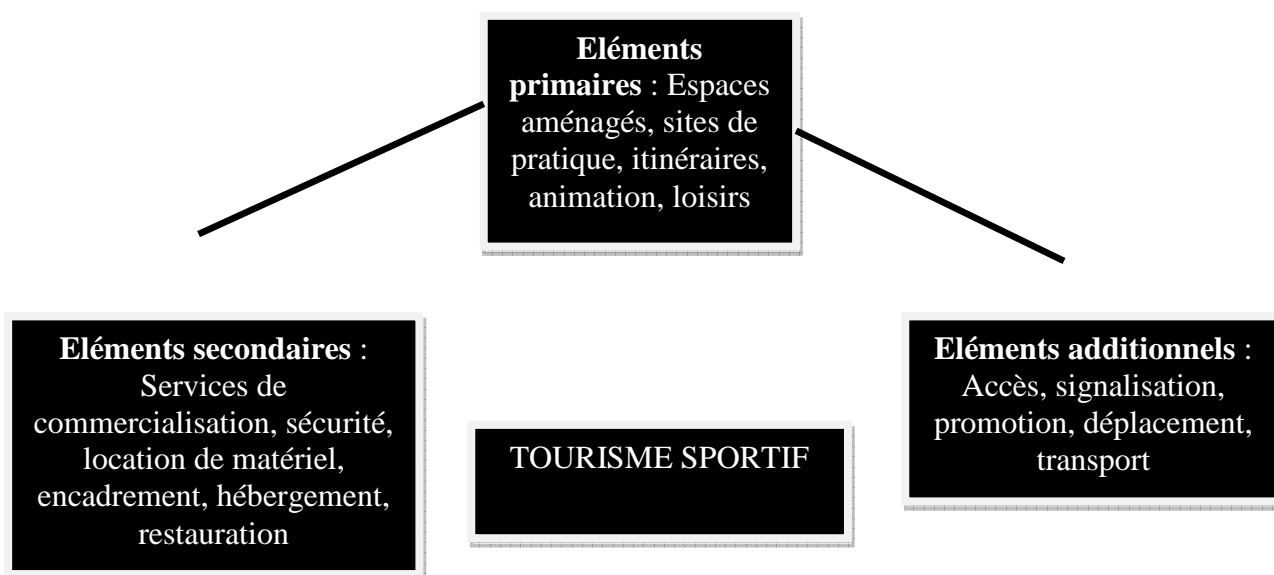 Eléments
primaires : Espaces
aménagés, sites de
pratique, itinéraires,
animation, loisirs
Eléments secondaires :
Services de
commercialisation, sécurité,
location de matériel,
encadrement, hébergement,
restauration
TOURISME SPORTIF
Eléments additionnels :
Accès, signalisation,
promotion, déplacement,
transport